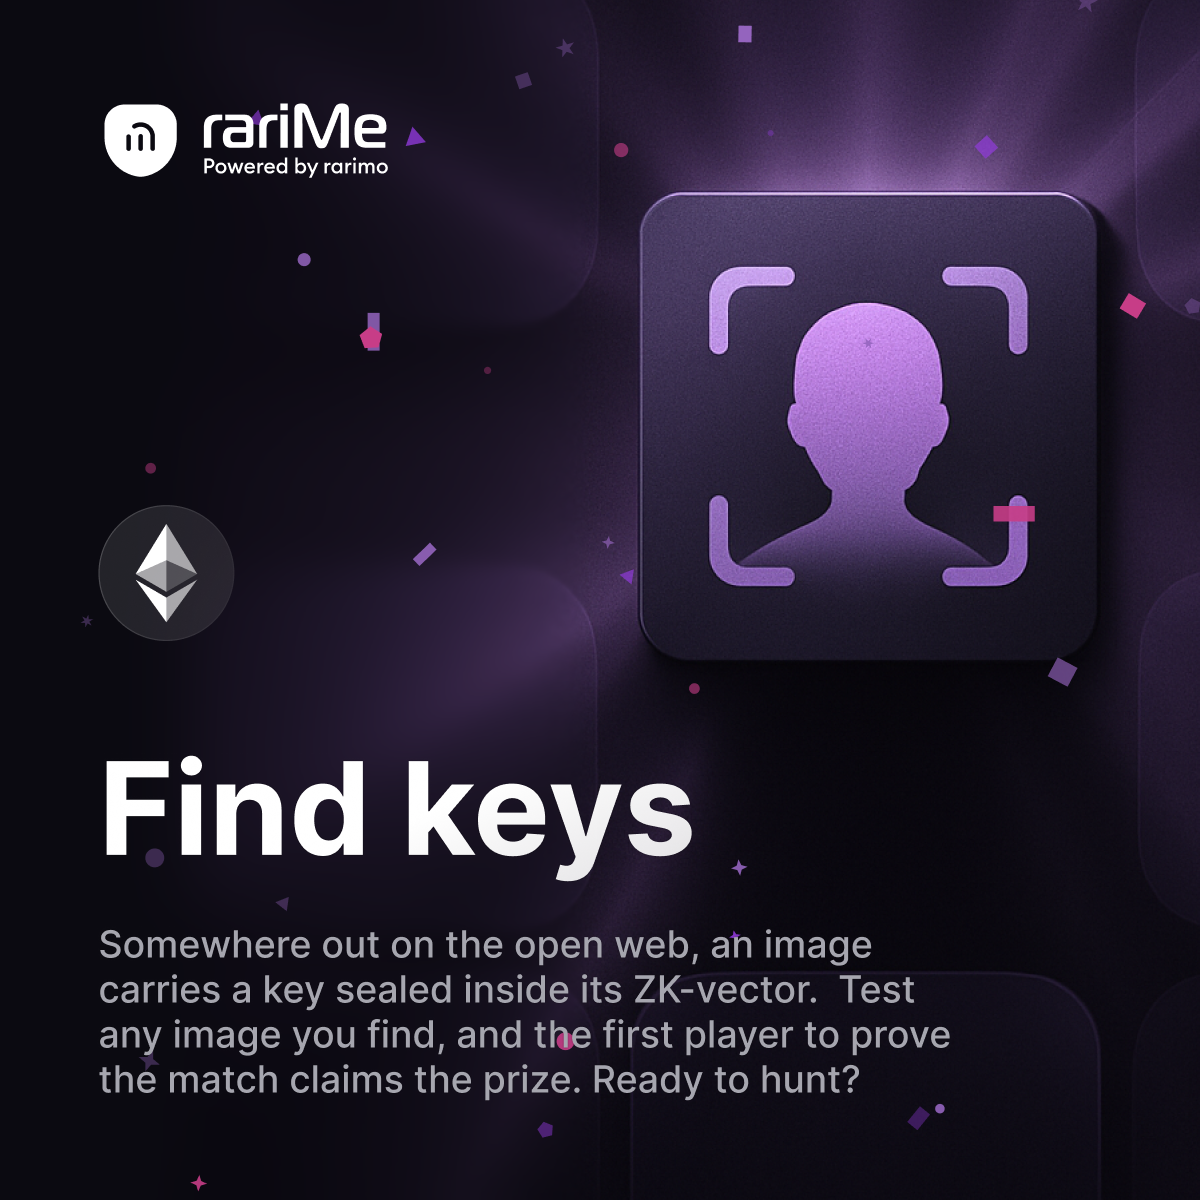 rariMe
Powered by rarimo
Find keys
Somewhere out on the open web, an image
carries a key sealed inside its ZK-vector.  Test
any image you find, and the first player to prove
the match claims the prize. Ready to hunt?